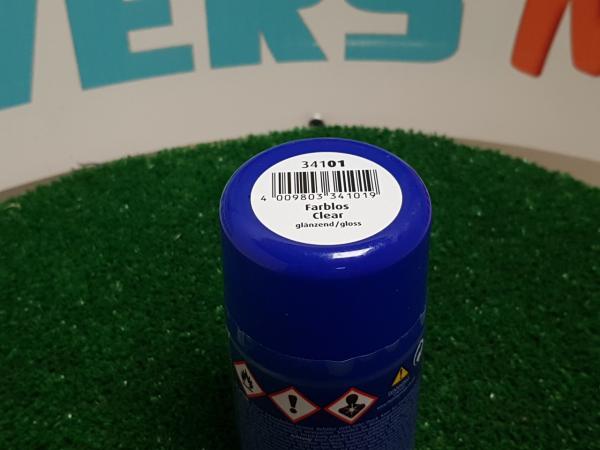 VERS N
34101
4 009803 341019
Farblos
Clear
glänzend/gloss